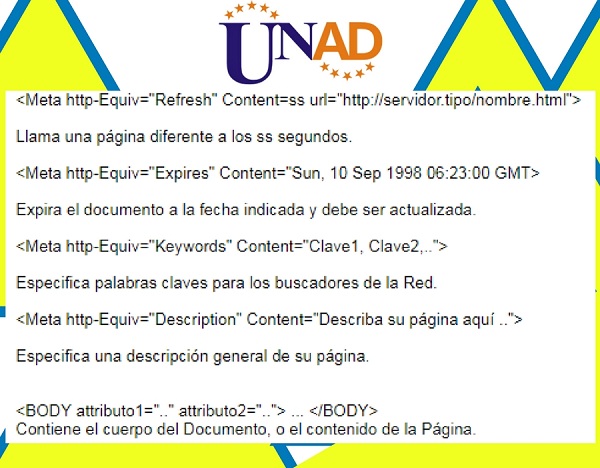 UNAD
<Meta http-Equiv="Refresh" Content=ss url="http://servidor.tipo/nombre.html">
Llama una página diferente a los ss segundos.
<Meta http-Equiv="Expires" Content="Sun, 10 Sep 1998 06:23:00 GMT>
Expira el documento a la fecha indicada y debe ser actualizada.
<Meta http-Equiv="Keywords" Content="Clave1, Clave2,..">
Especifica palabras claves para los buscadores de la Red.
<Meta http-Equiv="Description" Content="Describa su página aquí ..">
Especifica una descripción general de su página.
<BODY attributo1=".." attributo2=".."> ... </BODY>
Contiene el cuerpo del Documento, o el contenido de la Página.